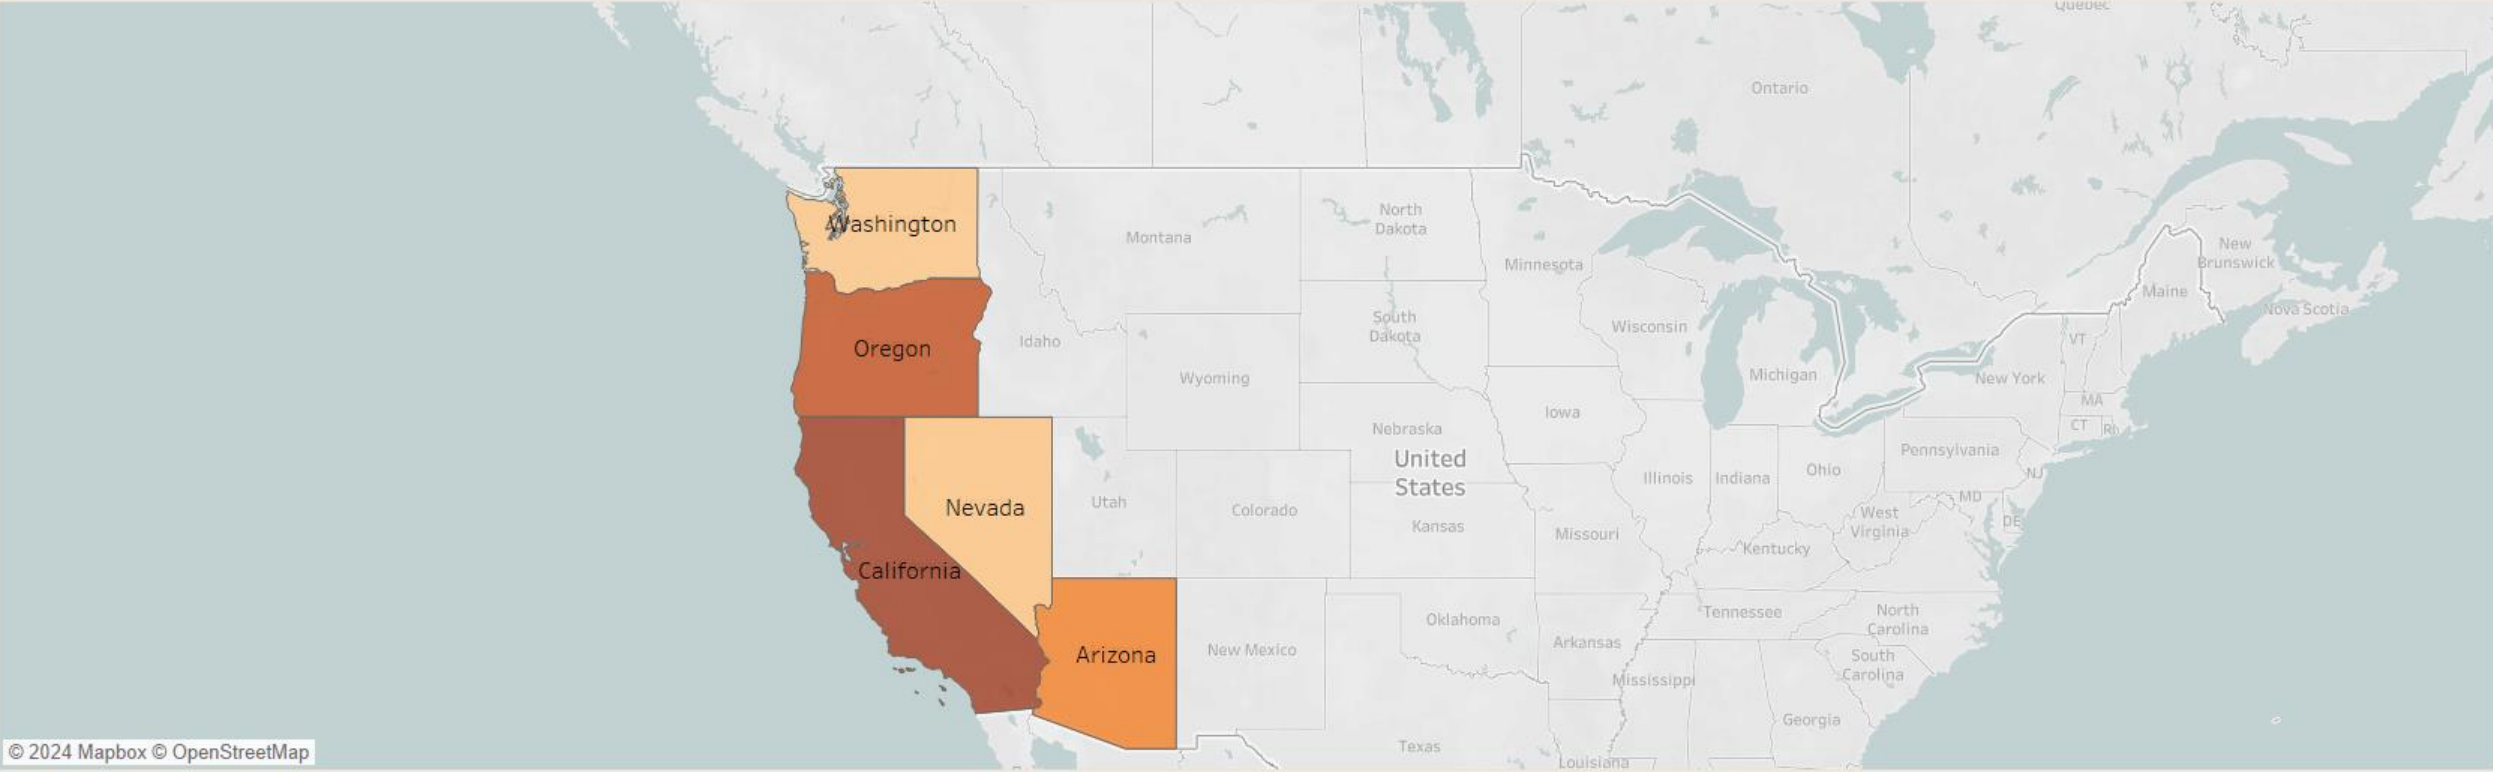 Quebec
Ontario
Washington
Montana
North
Dakota
Minnesota
New
Brunswick
Maine
Nova Scotia
Oregon
Idaho
South
Dakota
Wisconsin
VT
Wyoming
Michigan
New York
MA
Iowa
CT
RI
Nebraska
Pennsylvania
United
States
Illinois
Indiana
Ohio
NJ
MD
Nevada
Utah
Colorado
Kansas
Missouri
West
Virginia
DE
Kentucky
California
Oklahoma
Tennessee
North
Carolina
Arizona
New Mexico
Arkansas
South
Carolina
Mississippi
Georgia
Texas
Louisiana
© 2024 Mapbox © OpenStreetMap